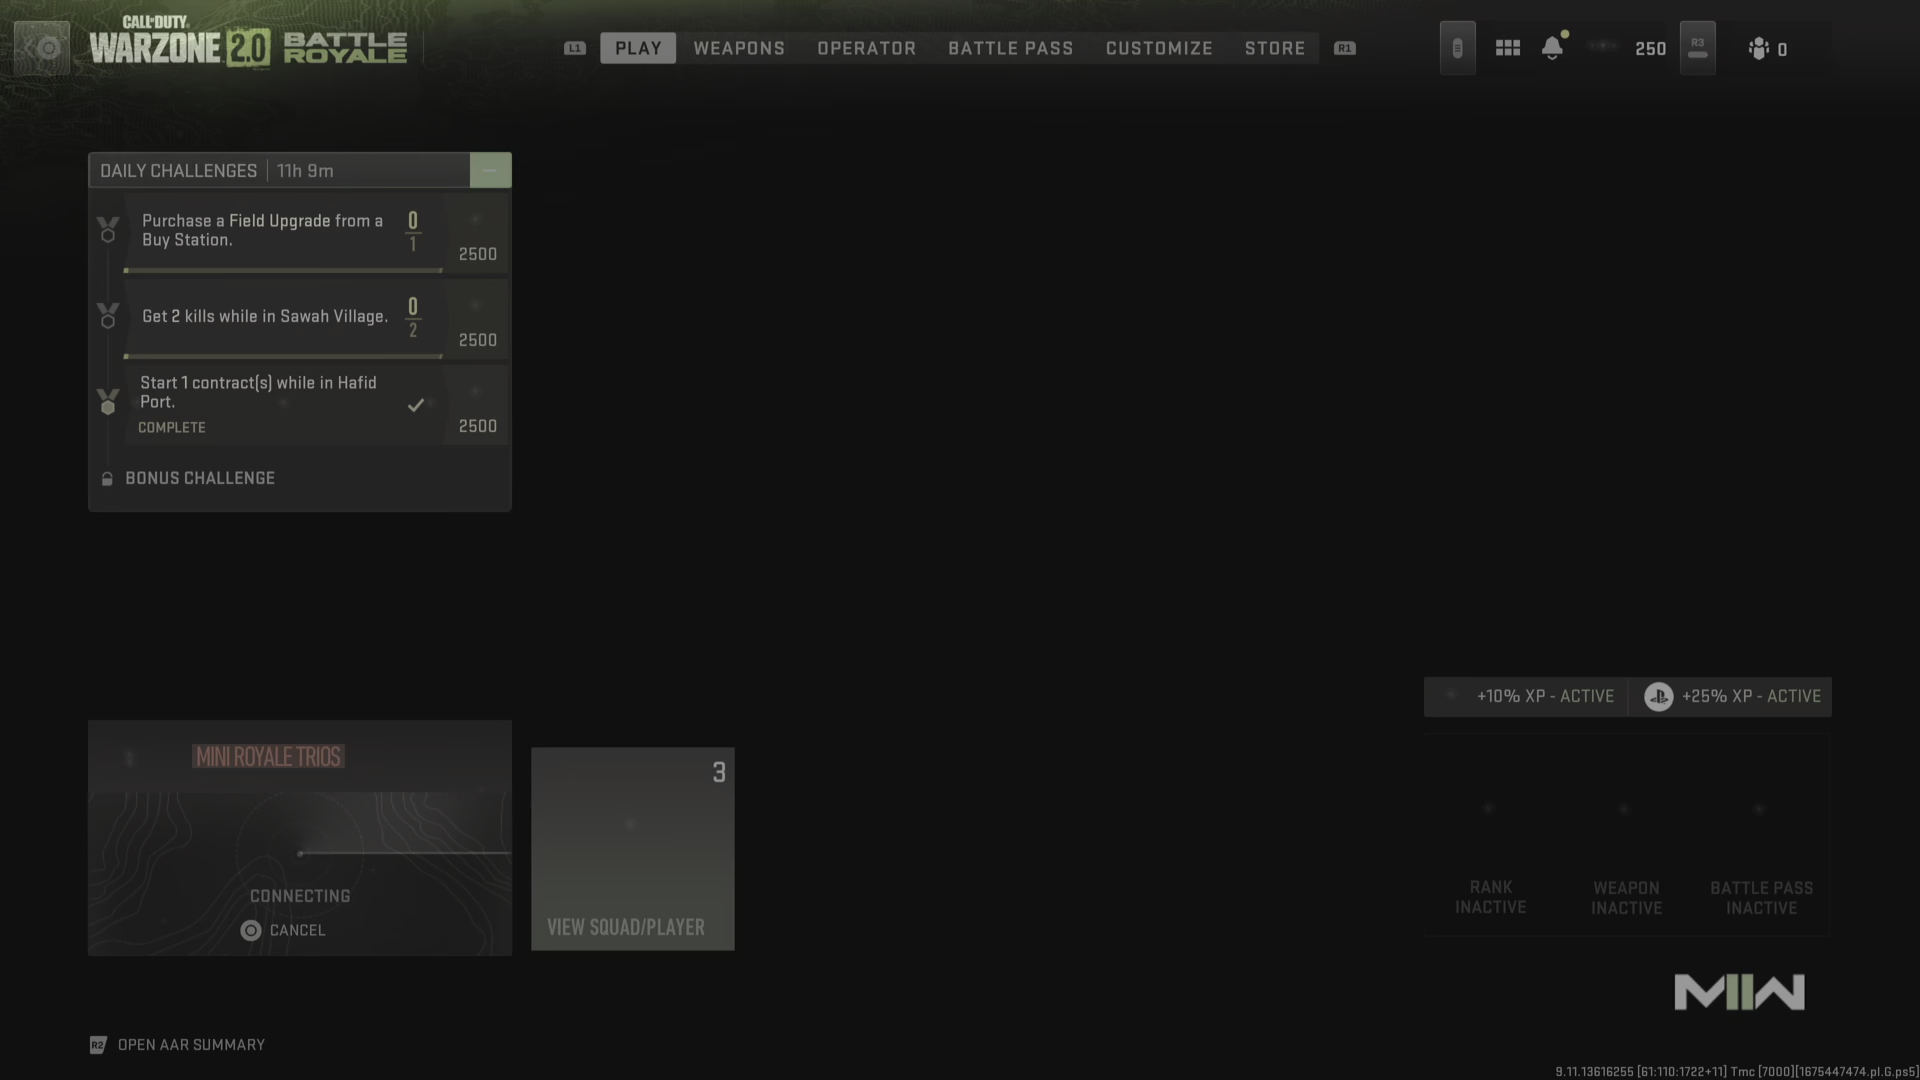 CALL OF DUTY
WARZONE 2.0 BATTLE ROYALE
L1 PLAY WEAPONS OPERATOR BATTLE PASS CUSTOMIZE STORE R1
250 R3 0
DAILY CHALLENGES 11h 9m
Purchase a Field Upgrade from a
Buy Station.
0
1
2500
Get 2 kills while in Sawah Village.
0
2
2500
Start 1 contract(s) while in Hafid
Port.
COMPLETE
2500
BONUS CHALLENGE
+10% XP - ACTIVE
+25% XP - ACTIVE
MINI ROYALE TRIOS
CONNECTING
CANCEL
3
VIEW SQUAD/PLAYER
RANK
INACTIVE
WEAPON
INACTIVE
BATTLE PASS
INACTIVE
MIIW
R2 OPEN AAR SUMMARY
9.11.13616255 [61:110:1722+11] Tmc [7000][1675447474.pl.G.ps5]